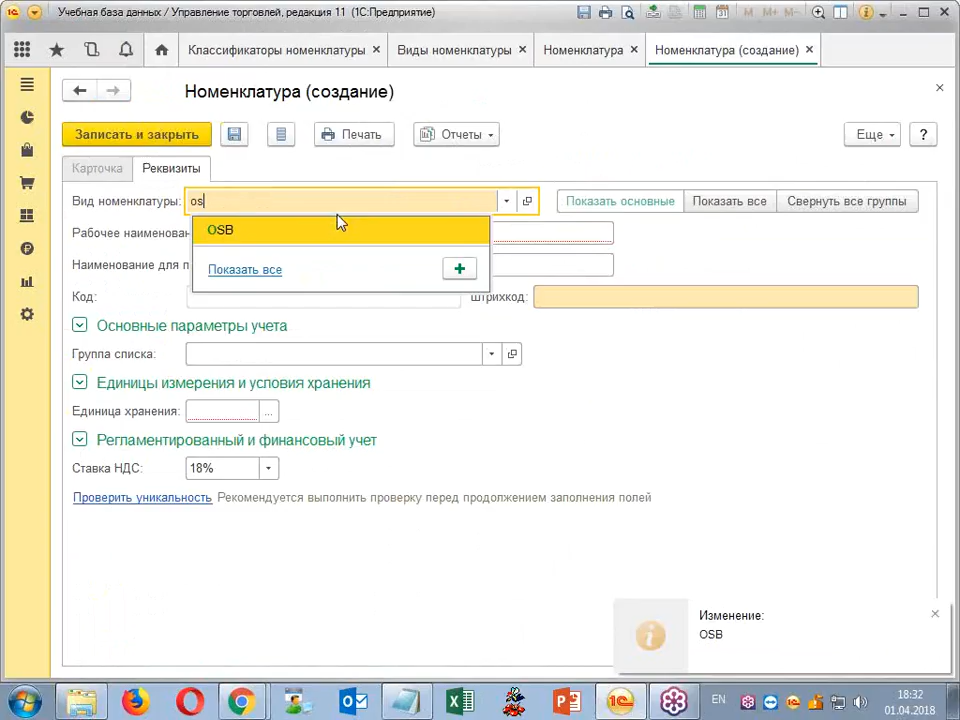 Учебная база данных / Управление торговлей, редакция 11 (1С:Предприятие)
M M+ M-
Классификаторы номенклатуры
Виды номенклатуры
Номенклатура
Номенклатура (создание)
Номенклатура (создание)
Записать и закрыть
Печать
Отчеты
Еще
?
Карточка
Реквизиты
Вид номенклатуры: os
Показать основные
Показать все
Свернуть все группы
OSB
Рабочее наименован
Показать все
Наименование для п
Код:
Штрихкод:
Основные параметры учета
Группа списка:
Единицы измерения и условия хранения
Единица хранения: ...
Регламентированный и финансовый учет
Ставка НДС: 18%
Проверить уникальность Рекомендуется выполнить проверку перед продолжением заполнения полей
Изменение:
OSB
EN
18:32
01.04.2018